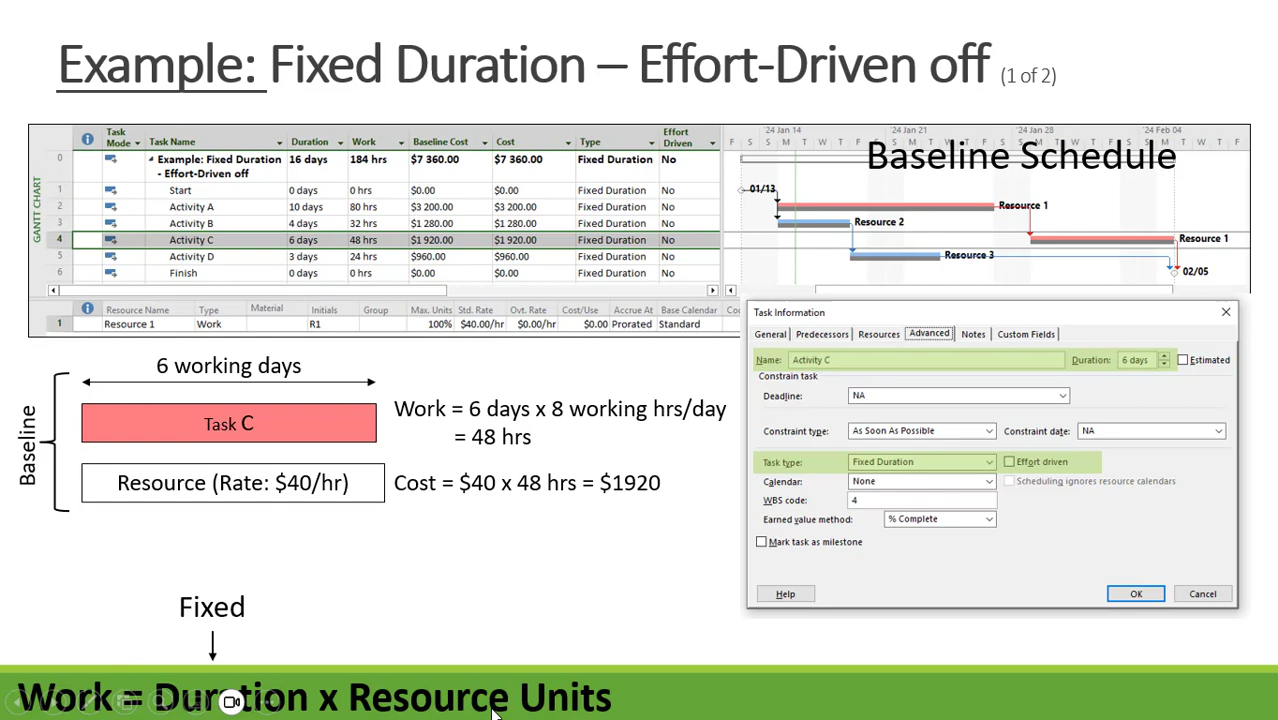 Example: Fixed Duration – Effort-Driven off (1 of 2)
GANTT CHART
Task Mode Task Name Duration Work Baseline Cost Cost Type Effort Driven
0 Example: Fixed Duration - Effort-Driven off 16 days 184 hrs $7 360.00 $7 360.00 Fixed Duration No
1 Start 0 days 0 hrs $0.00 $0.00 Fixed Duration No
2 Activity A 10 days 80 hrs $3 200.00 $3 200.00 Fixed Duration No
3 Activity B 4 days 32 hrs $1 280.00 $1 280.00 Fixed Duration No
4 Activity C 6 days 48 hrs $1 920.00 $1 920.00 Fixed Duration No
5 Activity D 3 days 24 hrs $960.00 $960.00 Fixed Duration No
6 Finish 0 days 0 hrs $0.00 $0.00 Fixed Duration No
'24 Jan 14 '24 Jan 21 '24 Jan 28 '24 Feb 04
F S M T W T F S S M T W T F S S M T W T F S S M T W T F
Baseline Schedule
01/13
Resource 1
Resource 2
Resource 1
Resource 3
02/05
Resource Name Type Material Initials Group Max. Units Std. Rate Ovt. Rate Cost/Use Accrue At Base Calendar
1 Resource 1 Work R1 100% $40.00/hr $0.00/hr $0.00 Prorated Standard
Task Information
General Predecessors Resources Advanced Notes Custom Fields
Name: Activity C Duration: 6 days Estimated
Constrain task
Deadline: NA
Constraint type: As Soon As Possible Constraint date: NA
Task type: Fixed Duration Effort driven
Calendar: None Scheduling ignores resource calendars
WBS code: 4
Earned value method: % Complete
Mark task as milestone
Help OK Cancel
Baseline
6 working days
Task C
Work = 6 days x 8 working hrs/day
= 48 hrs
Resource (Rate: $40/hr)
Cost = $40 x 48 hrs = $1920
Fixed
Work = Duration x Resource Units